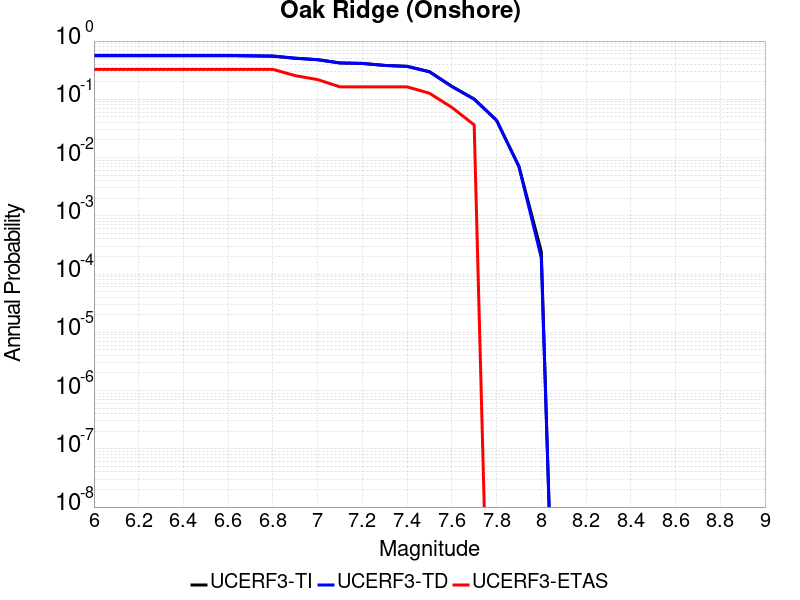 Oak Ridge (Onshore)
10^0
10^-1
10^-2
10^-3
10^-4
10^-5
10^-6
10^-7
10^-8
Annual Probability
6 6.2 6.4 6.6 6.8 7 7.2 7.4 7.6 7.8 8 8.2 8.4 8.6 8.8 9
Magnitude
UCERF3-TI UCERF3-TD UCERF3-ETAS